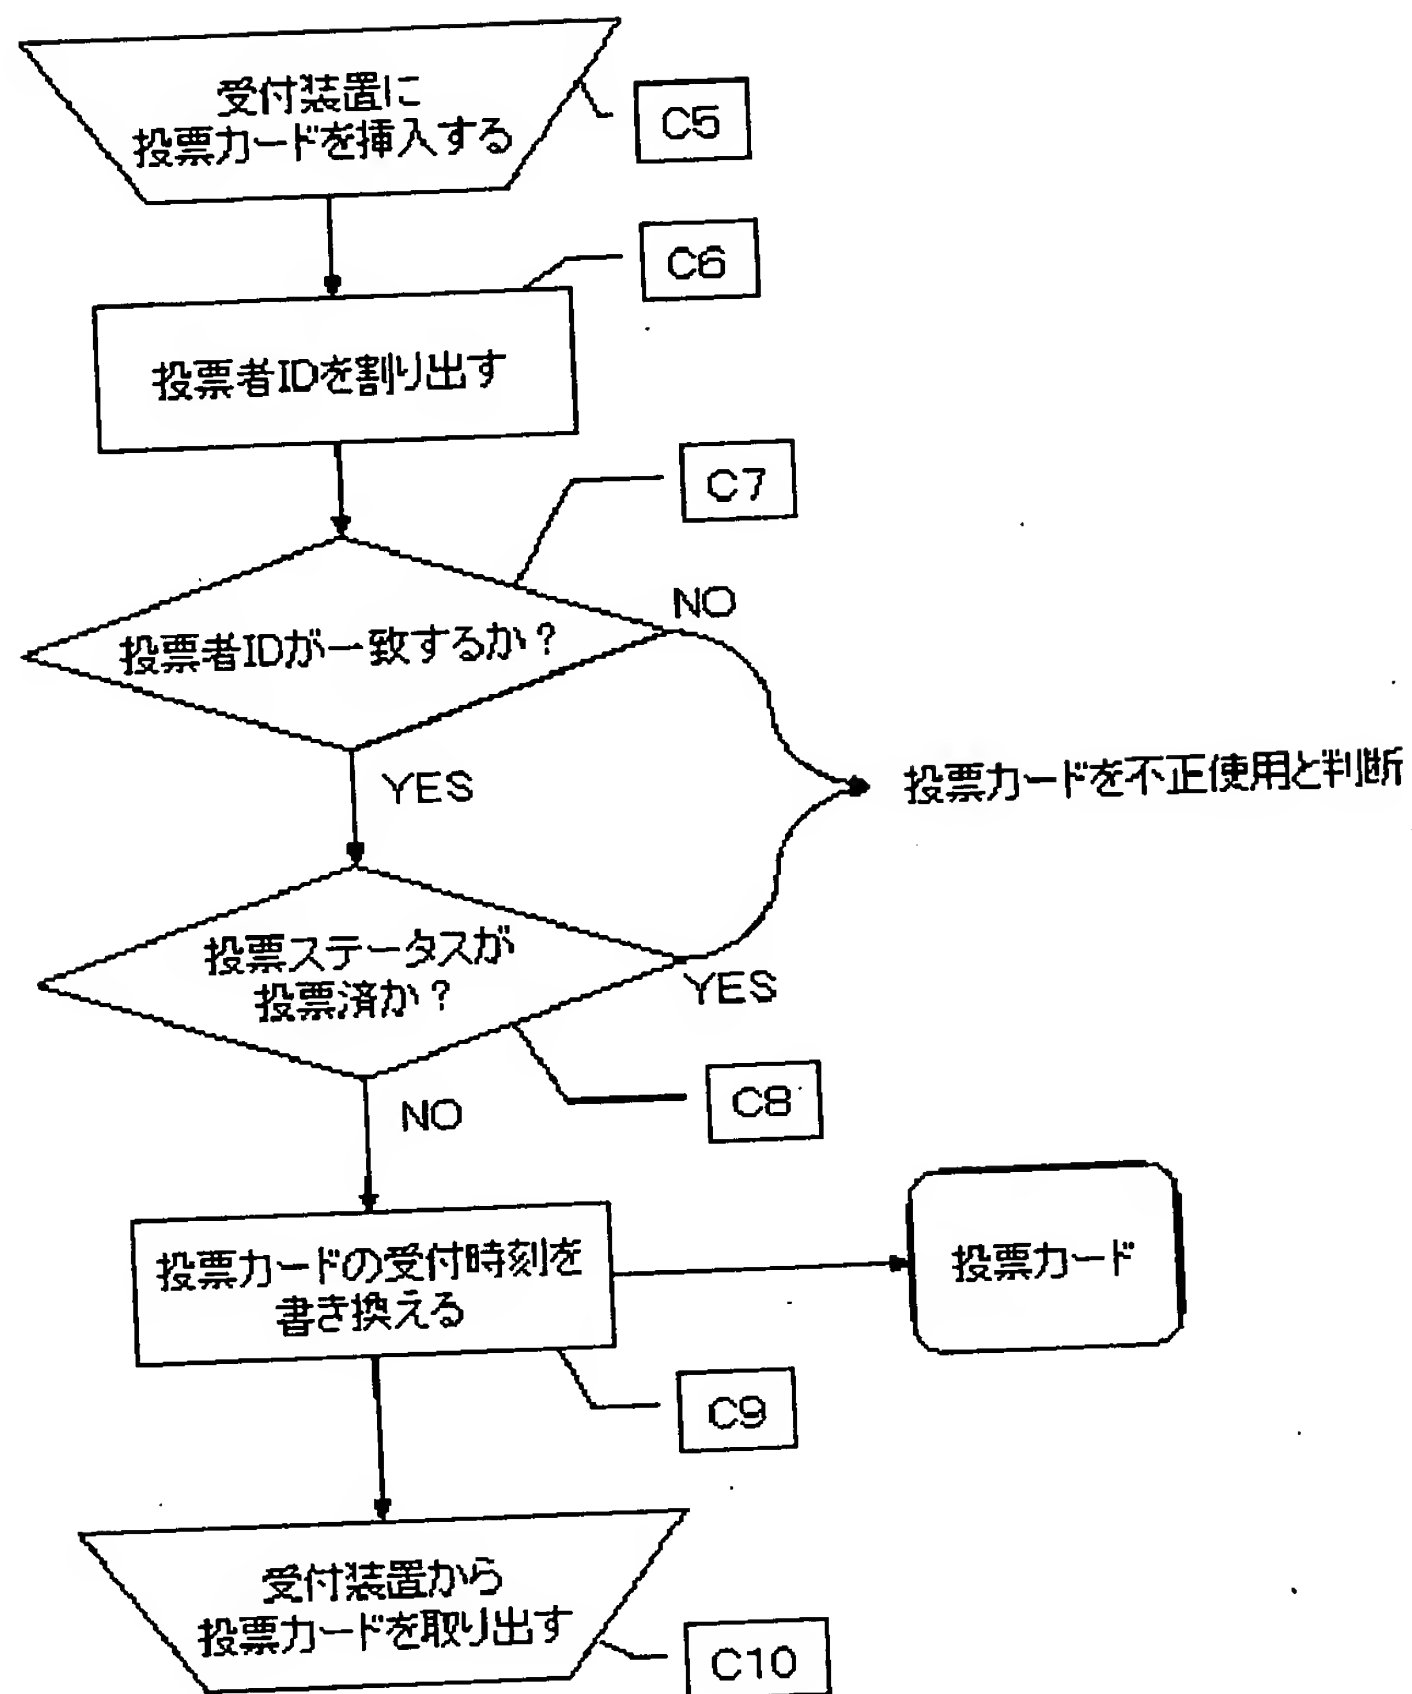 受付装置に
投票カードを挿入する
C5
C6
投票者IDを割り出す
C7
NO
投票者IDが一致するか？
YES
投票カードを不正使用と判断
投票ステータスが
投票済か？
YES
C8
NO
投票カードの受付時刻を
書き換える
投票カード
C9
受付装置から
投票カードを取り出す
C10